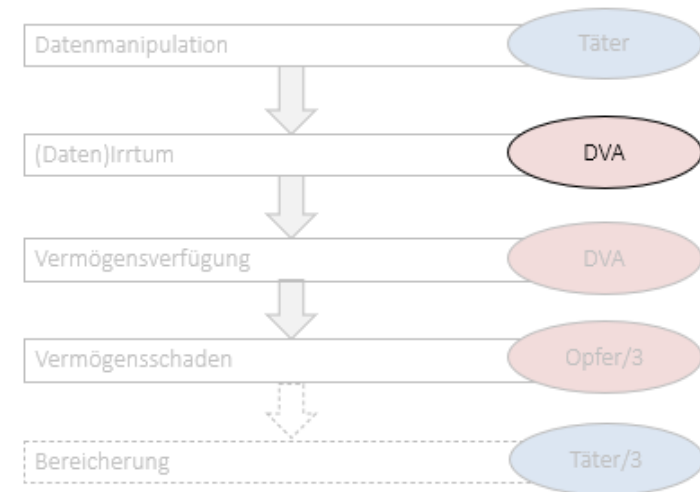 Datenmanipulation Täter
(Daten)Irrtum DVA
Vermögensverfügung DVA
Vermögensschaden Opfer/3
Bereicherung Täter/3